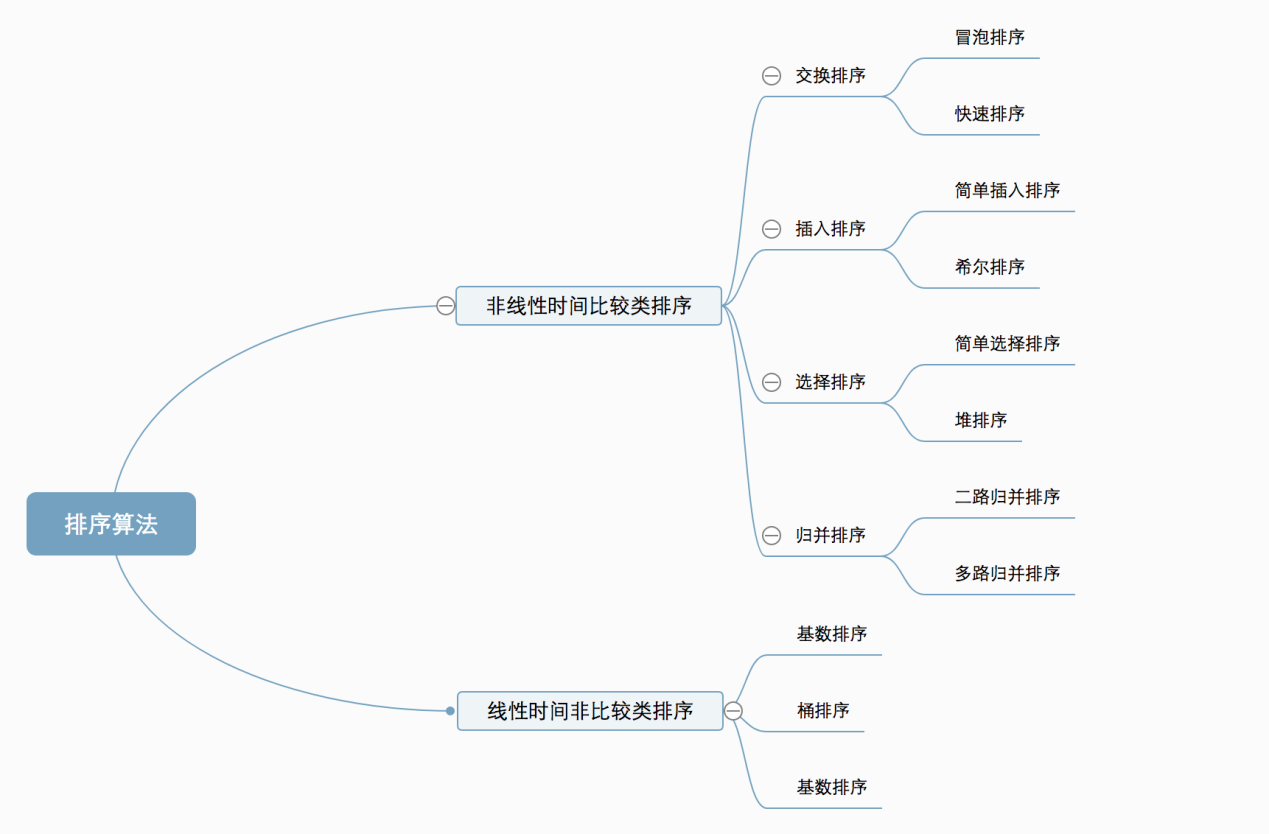 排序算法
非线性时间比较类排序
交换排序
冒泡排序
快速排序
插入排序
简单插入排序
希尔排序
选择排序
简单选择排序
堆排序
归并排序
二路归并排序
多路归并排序
线性时间非比较类排序
基数排序
桶排序
基数排序